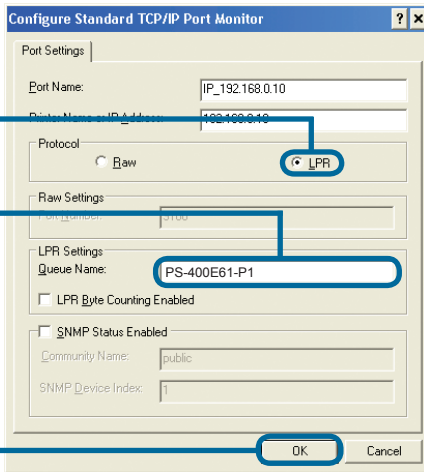 Configure Standard TCP/IP Port Monitor
Port Settings
Port Name: IP_192.168.0.10
Printer Name or IP Address: 192.168.0.10
Protocol
Raw LPR
Raw Settings
Port Number: 9100
LPR Settings
Queue Name: PS-400E61-P1
LPR Byte Counting Enabled
SNMP Status Enabled
Community Name: public
SNMP Device Index: 1
OK Cancel